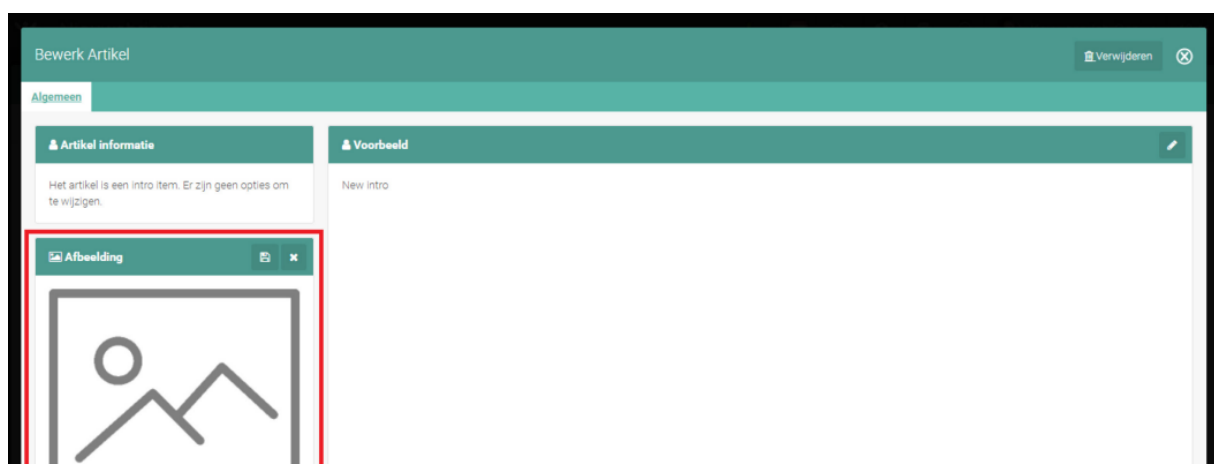 Bewerk Artikel
Verwijderen
Algemeen
Artikel informatie
Het artikel is een intro item. Er zijn geen opties om
te wijzigen.
Afbeelding
Voorbeeld
New intro